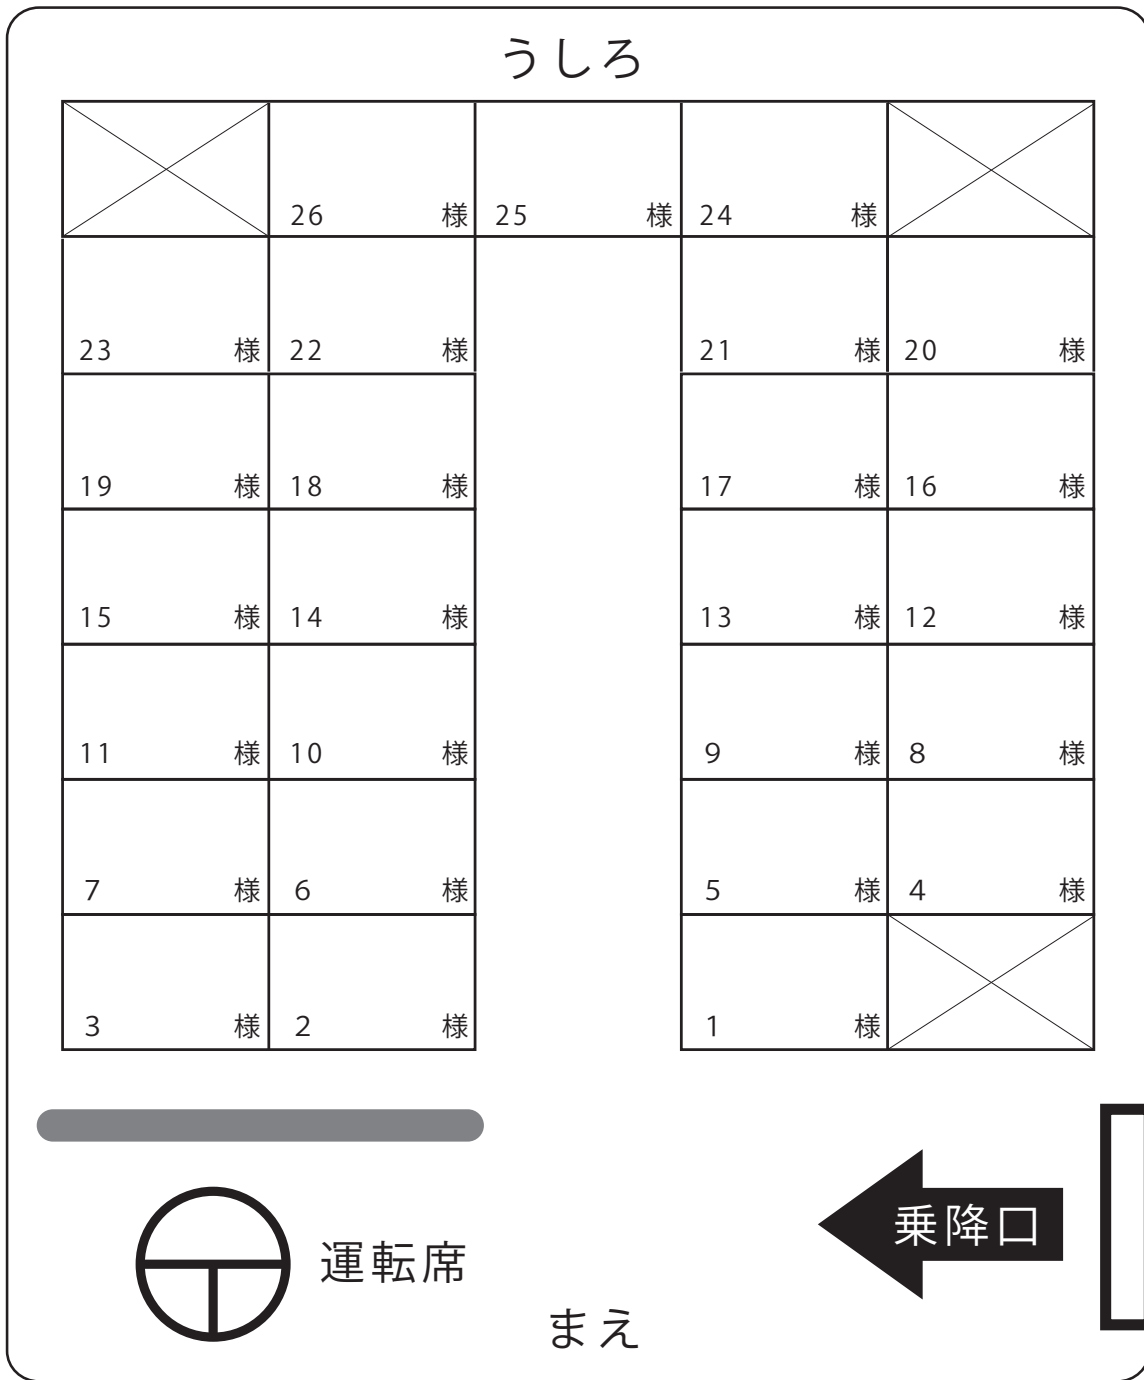 うしろ
26 様 25 様 24 様
23 様 22 様 21 様 20 様
19 様 18 様 17 様 16 様
15 様 14 様 13 様 12 様
11 様 10 様 9 様 8 様
7 様 6 様 5 様 4 様
3 様 2 様 1 様
乗降口
運転席
まえ